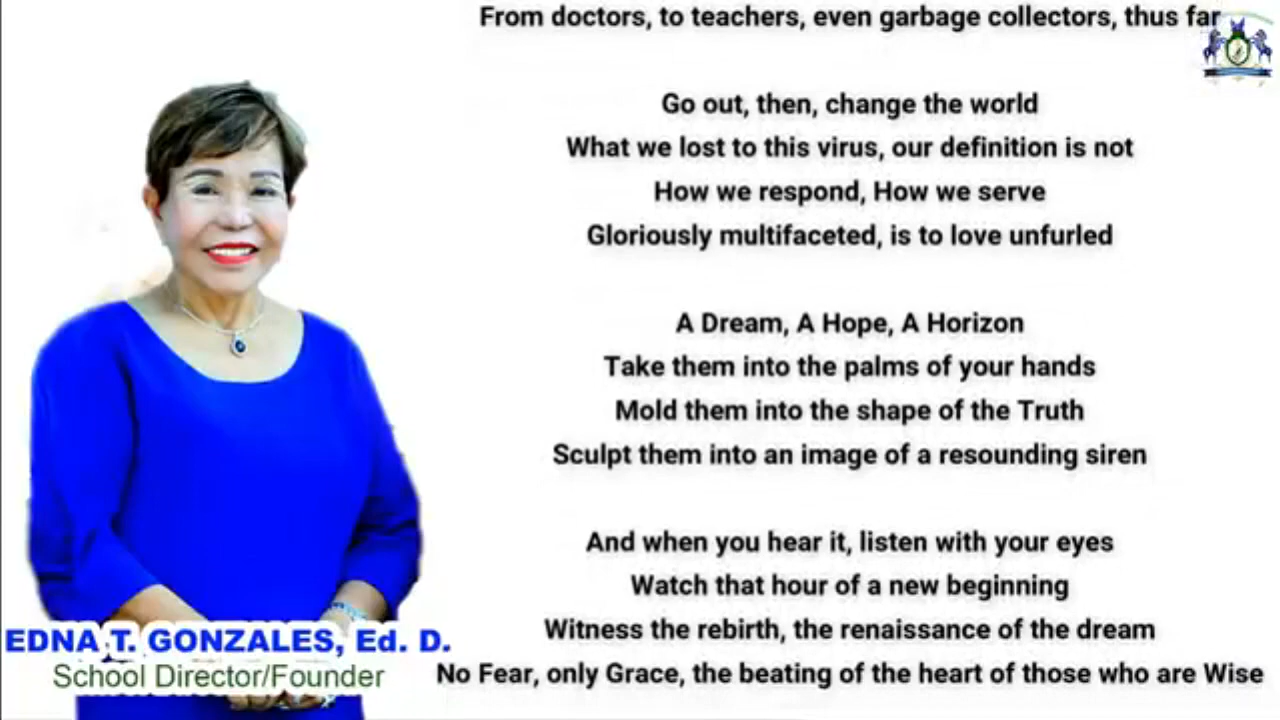 From doctors, to teachers, even garbage collectors, thus far
Go out, then, change the world
What we lost to this virus, our definition is not
How we respond, How we serve
Gloriously multifaceted, is to love unfurled
A Dream, A Hope, A Horizon
Take them into the palms of your hands
Mold them into the shape of the Truth
Sculpt them into an image of a resounding siren
And when you hear it, listen with your eyes
Watch that hour of a new beginning
Witness the rebirth, the renaissance of the dream
No Fear, only Grace, the beating of the heart of those who are Wise
EDNA T. GONZALES, Ed. D.
School Director/Founder